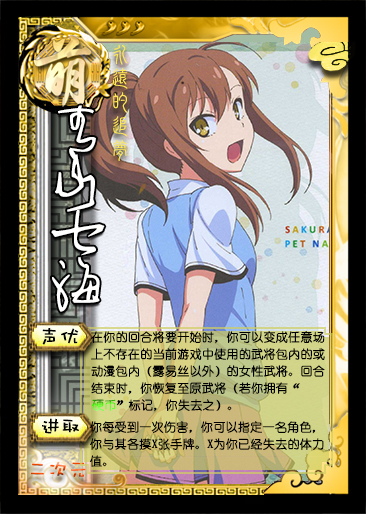 萌
永遠的追夢
青山七海
SAKURA
PET NA
声优
在你的回合将要开始时，你可以变成任意场
上不存在的当前游戏中使用的武将包内的或
动漫包内（露易丝以外）的女性武将。回合
结束时，你恢复至原武将（若你拥有“
硬币”标记，你失去之）。
进取
你每受到一次伤害，你可以指定一名角色，
你与其各摸X张手牌。X为你已经失去的体力
值。
二次元